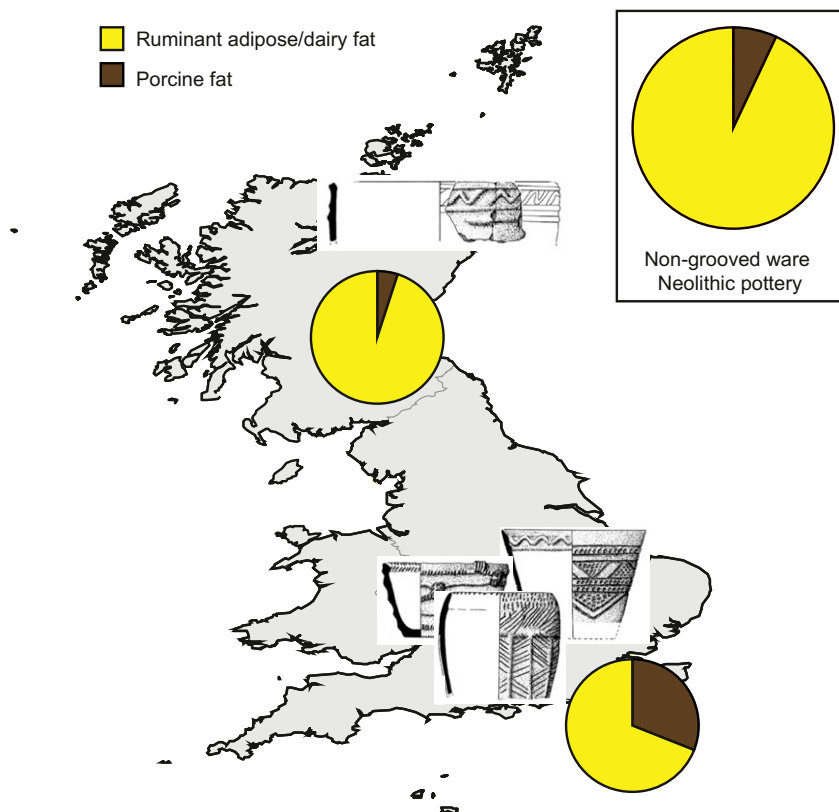 Ruminant adipose/dairy fat
Porcine fat
Non-grooved ware
Neolithic pottery